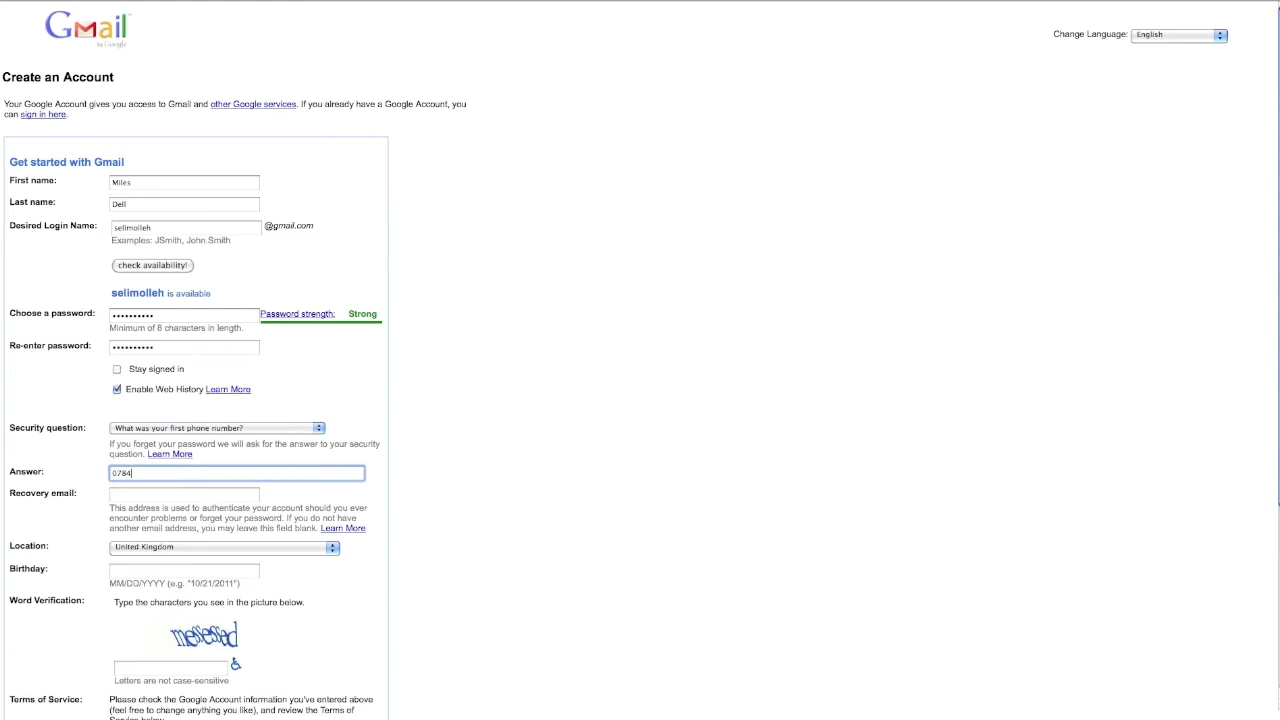 Gmail
by Google
Change Language: English
Create an Account
Your Google Account gives you access to Gmail and other Google services. If you already have a Google Account, you
can sign in here.
Get started with Gmail
First name: Miles
Last name: Dell
Desired Login Name: selimolleh @gmail.com
Examples: JSmith, John.Smith
check availability!
selimolleh is available
Choose a password: •••••••••• Password strength: Strong
Minimum of 8 characters in length.
Re-enter password: ••••••••••
Stay signed in
Enable Web History Learn More
Security question: What was your first phone number?
If you forget your password we will ask for the answer to your security
question. Learn More
Answer: 0784
Recovery email:
This address is used to authenticate your account should you ever
encounter problems or forget your password. If you do not have
another email address, you may leave this field blank. Learn More
Location: United Kingdom
Birthday:
MM/DD/YYYY (e.g. "10/21/2011")
Word Verification: Type the characters you see in the picture below.
Letters are not case-sensitive
Terms of Service: Please check the Google Account information you've entered above
(feel free to change anything you like), and review the Terms of
Service below.